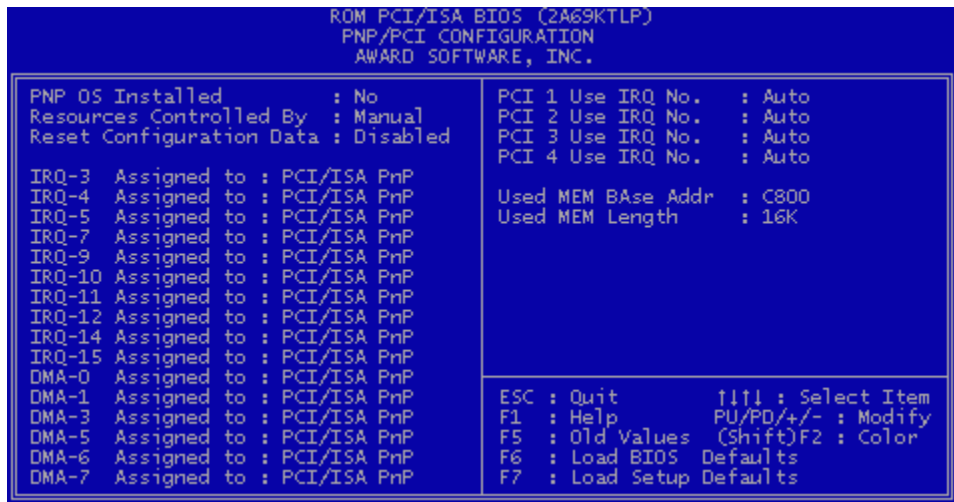 ROM PCI/ISA BIOS (2A69KTLP)
PNP/PCI CONFIGURATION
AWARD SOFTWARE, INC.
PNP OS Installed : No
Resources Controlled By : Manual
Reset Configuration Data : Disabled
IRQ-3 Assigned to : PCI/ISA PnP
IRQ-4 Assigned to : PCI/ISA PnP
IRQ-5 Assigned to : PCI/ISA PnP
IRQ-7 Assigned to : PCI/ISA PnP
IRQ-9 Assigned to : PCI/ISA PnP
IRQ-10 Assigned to : PCI/ISA PnP
IRQ-11 Assigned to : PCI/ISA PnP
IRQ-12 Assigned to : PCI/ISA PnP
IRQ-14 Assigned to : PCI/ISA PnP
IRQ-15 Assigned to : PCI/ISA PnP
DMA-0 Assigned to : PCI/ISA PnP
DMA-1 Assigned to : PCI/ISA PnP
DMA-3 Assigned to : PCI/ISA PnP
DMA-5 Assigned to : PCI/ISA PnP
DMA-6 Assigned to : PCI/ISA PnP
DMA-7 Assigned to : PCI/ISA PnP
PCI 1 Use IRQ No. : Auto
PCI 2 Use IRQ No. : Auto
PCI 3 Use IRQ No. : Auto
PCI 4 Use IRQ No. : Auto
Used MEM BAse Addr : C800
Used MEM Length : 16K
ESC : Quit ↑↓↑↓ : Select Item
F1 : Help PU/PD/+/- : Modify
F5 : Old Values (Shift)F2 : Color
F6 : Load BIOS Defaults
F7 : Load Setup Defaults